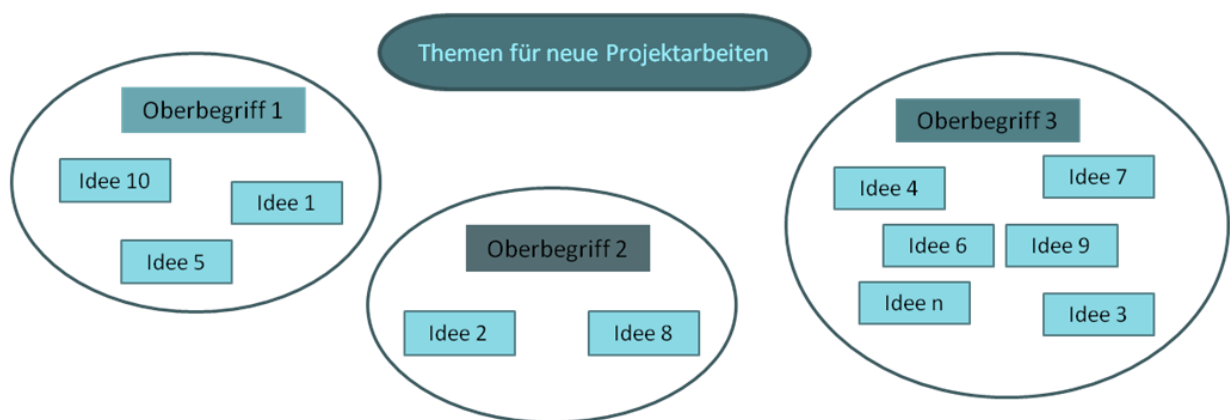 Themen für neue Projektarbeiten
Oberbegriff 1
Idee 10
Idee 1
Idee 5
Oberbegriff 2
Idee 2
Idee 8
Oberbegriff 3
Idee 4
Idee 7
Idee 6
Idee 9
Idee n
Idee 3